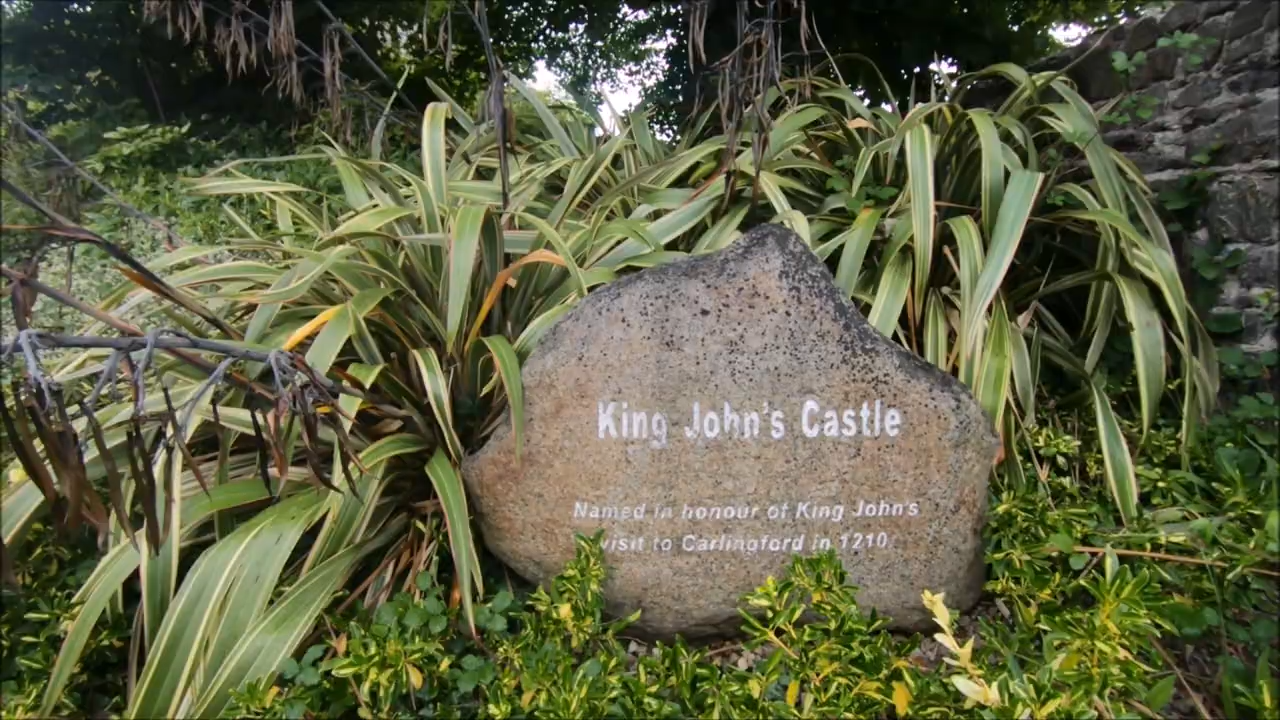 King John's Castle
Named in honour of King John's
visit to Carlingford in 1210